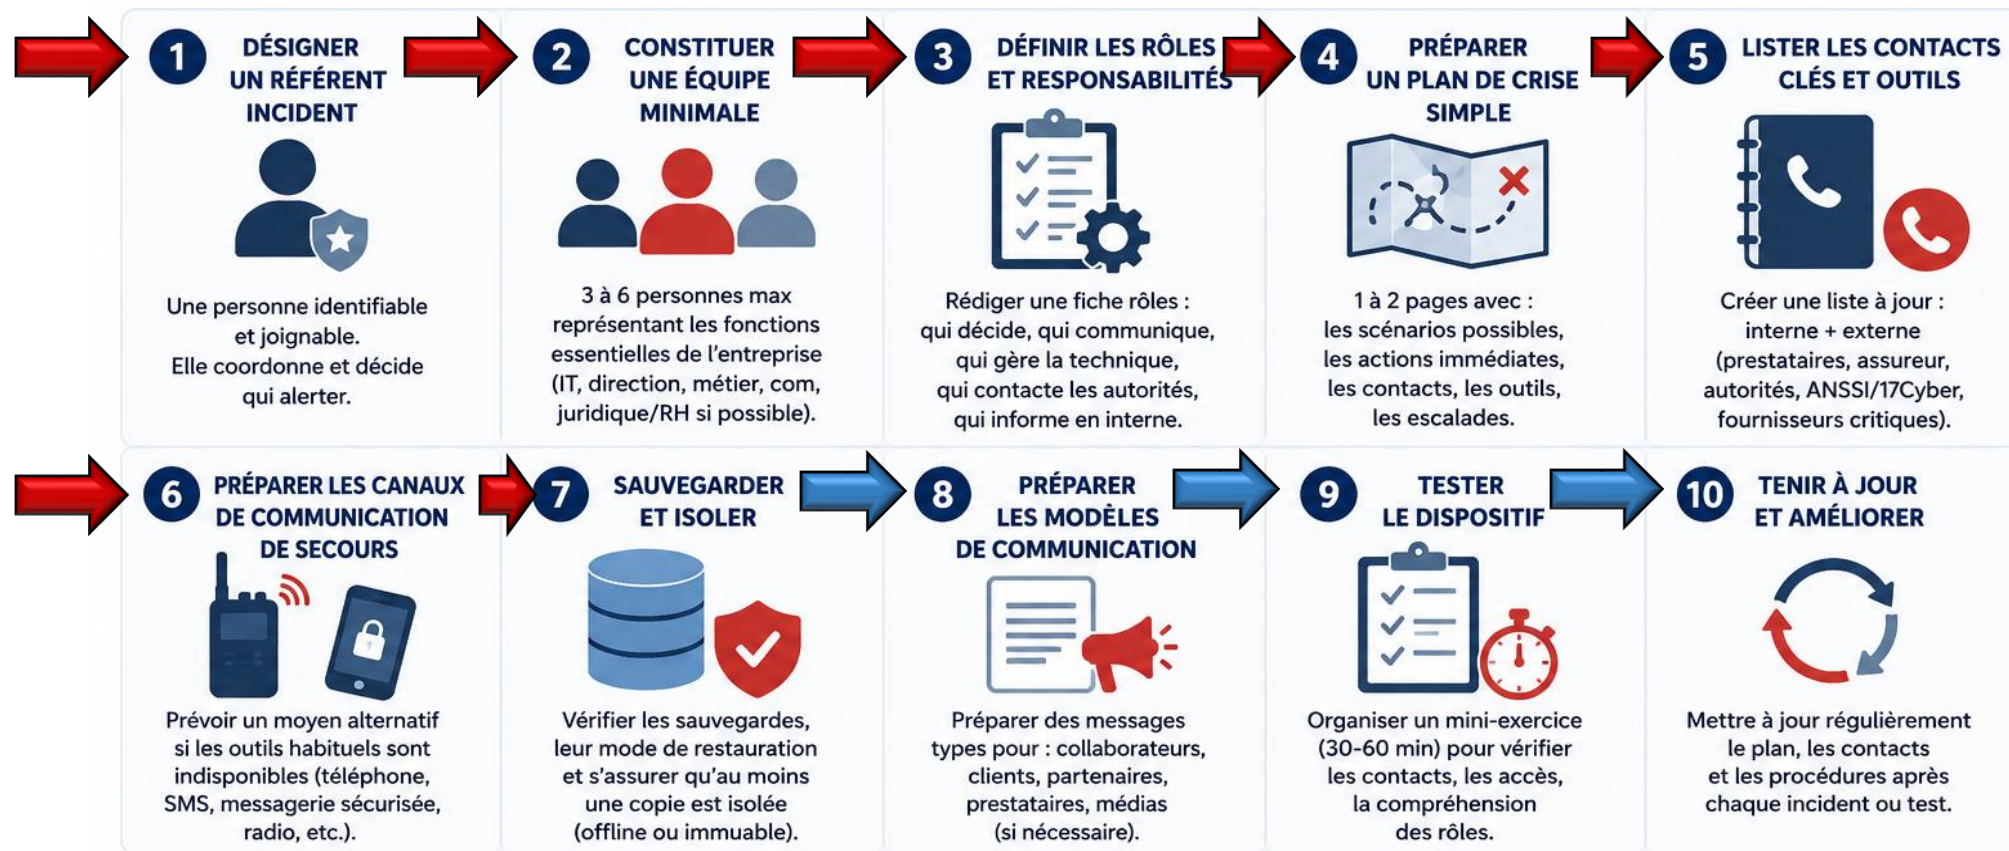 1
DÉSIGNER
UN RÉFÉRENT
INCIDENT
Une personne identifiable
et joignable.
Elle coordonne et décide
qui alerter.
2
CONSTITUER
UNE ÉQUIPE
MINIMALE
3 à 6 personnes max
représentant les fonctions
essentielles de l'entreprise
(IT, direction, métier, com,
juridique/RH si possible).
3
DÉFINIR LES RÔLES
ET RESPONSABILITÉS
Rédiger une fiche rôles :
qui décide, qui communique,
qui gère la technique,
qui contacte les autorités,
qui informe en interne.
4
PRÉPARER
UN PLAN DE CRISE
SIMPLE
1 à 2 pages avec :
les scénarios possibles,
les actions immédiates,
les contacts, les outils,
les escalades.
5
LISTER LES CONTACTS
CLÉS ET OUTILS
Créer une liste à jour :
interne + externe
(prestataires, assureur,
autorités, ANSSI/17Cyber,
fournisseurs critiques).
6
PRÉPARER LES CANAUX
DE COMMUNICATION
DE SECOURS
Prévoir un moyen alternatif
si les outils habituels sont
indisponibles (téléphone,
SMS, messagerie sécurisée,
radio, etc.).
7
SAUVEGARDER
ET ISOLER
Vérifier les sauvegardes,
leur mode de restauration
et s'assurer qu'au moins
une copie est isolée
(offline ou immuable).
8
PRÉPARER
LES MODÈLES
DE COMMUNICATION
Préparer des messages
types pour : collaborateurs,
clients, partenaires,
prestataires, médias
(si nécessaire).
9
TESTER
LE DISPOSITIF
Organiser un mini-exercice
(30-60 min) pour vérifier
les contacts, les accès,
la compréhension
des rôles.
10
TENIR À JOUR
ET AMÉLIORER
Mettre à jour régulièrement
le plan, les contacts
et les procédures après
chaque incident ou test.